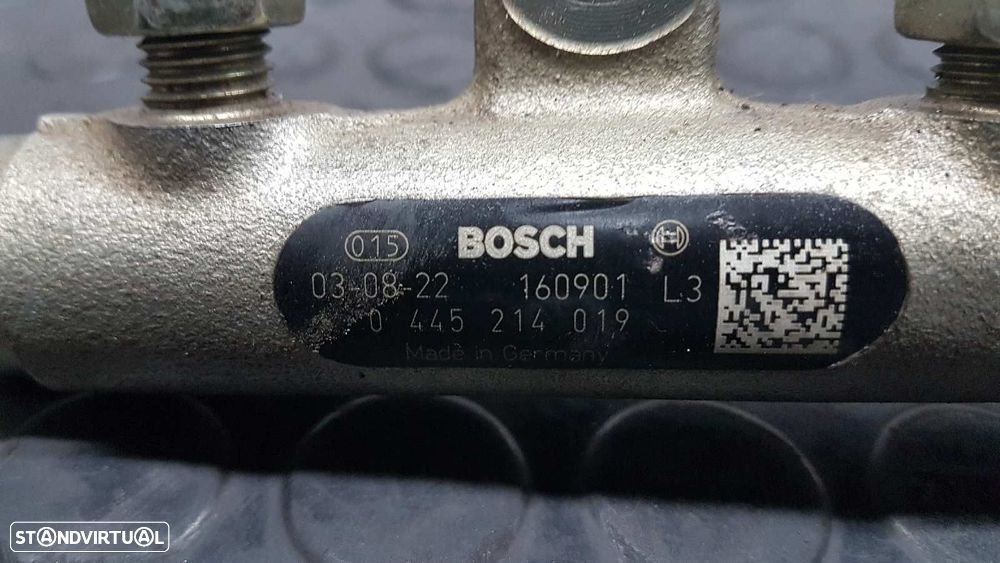 015 BOSCH
03-08-22 160901 L3
0 445 214 019
Made in Germany
STANDVIRTUAL